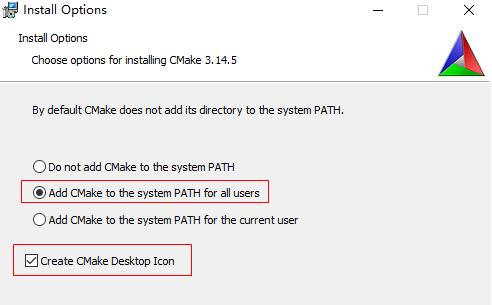 Install Options
Install Options
Choose options for installing CMake 3.14.5
By default CMake does not add its directory to the system PATH.
Do not add CMake to the system PATH
Add CMake to the system PATH for all users
Add CMake to the system PATH for the current user
Create CMake Desktop Icon